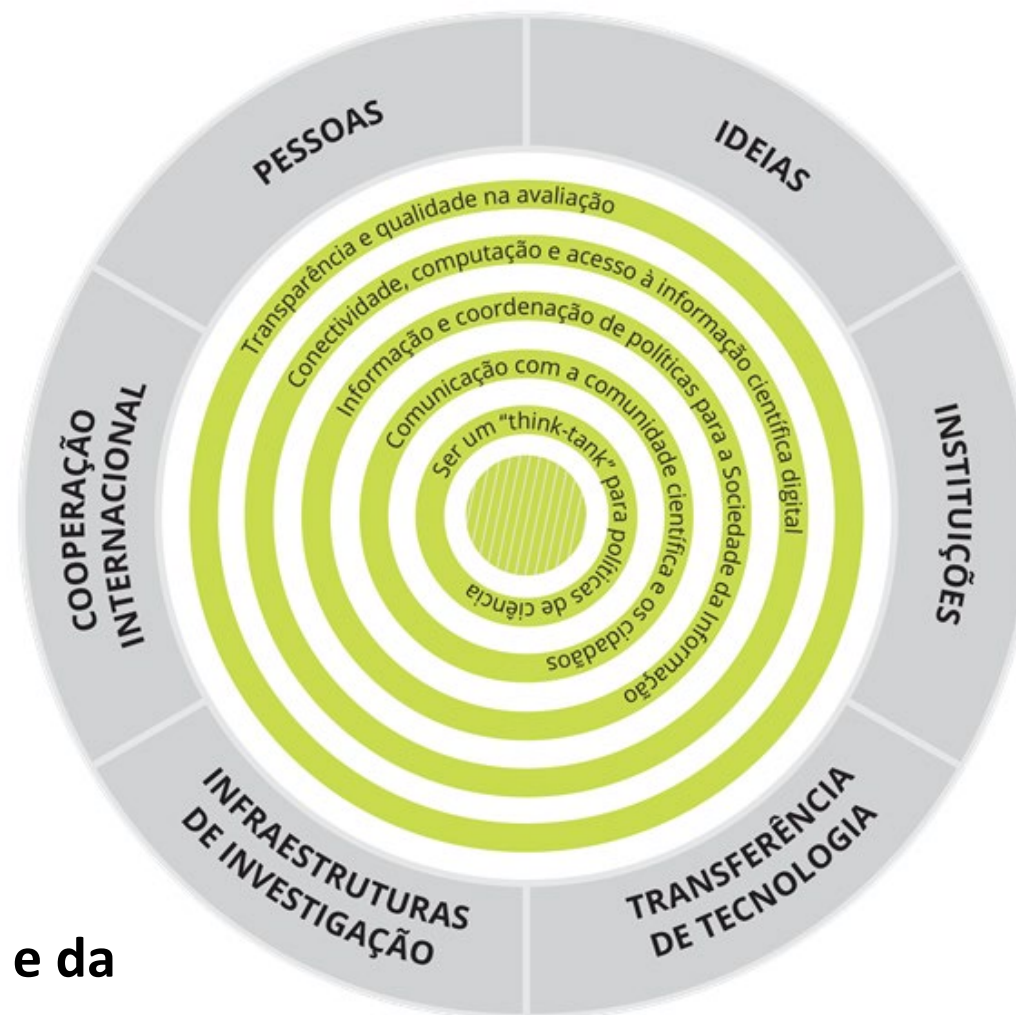 PESSOAS
IDEIAS
INSTITUIÇÕES
TRANSFERÊNCIA
DE TECNOLOGIA
INFRAESTRUTURAS
DE INVESTIGAÇÃO
COOPERAÇÃO
INTERNACIONAL
Transparência e qualidade na avaliação
Conectividade, computação e acesso à informação científica digital
Informação e coordenação de políticas para a Sociedade da Informação
Comunicação com a comunidade científica e os cidadãos
Ser um “think-tank” para políticas de ciência
e da